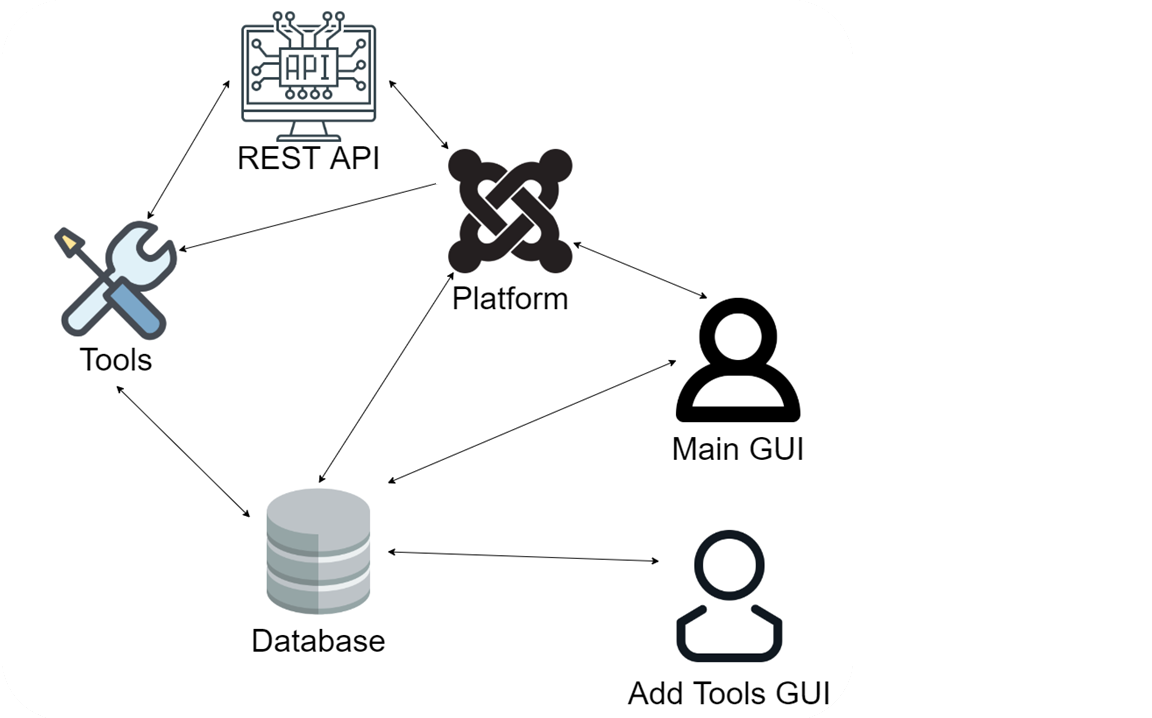 API
REST API
Platform
Tools
Main GUI
Database
Add Tools GUI